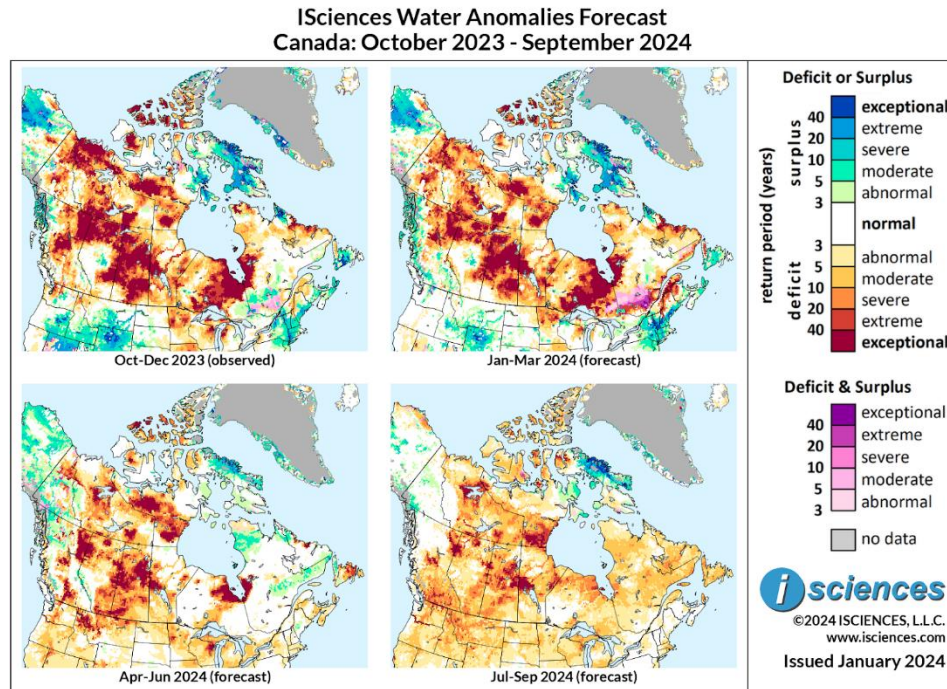 ISciences Water Anomalies Forecast
Canada: October 2023 - September 2024
Oct-Dec 2023 (observed)
Jan-Mar 2024 (forecast)
Apr-Jun 2024 (forecast)
Jul-Sep 2024 (forecast)
Deficit or Surplus
return period (years)
surplus
deficit
exceptional
40
extreme
20
severe
10
moderate
5
abnormal
3
normal
3
abnormal
5
moderate
10
severe
20
extreme
40
exceptional
Deficit & Surplus
exceptional
40
extreme
20
severe
10
moderate
5
abnormal
3
no data
i sciences
©2024 ISCIENCES, L.L.C.
www.isciences.com
Issued January 2024